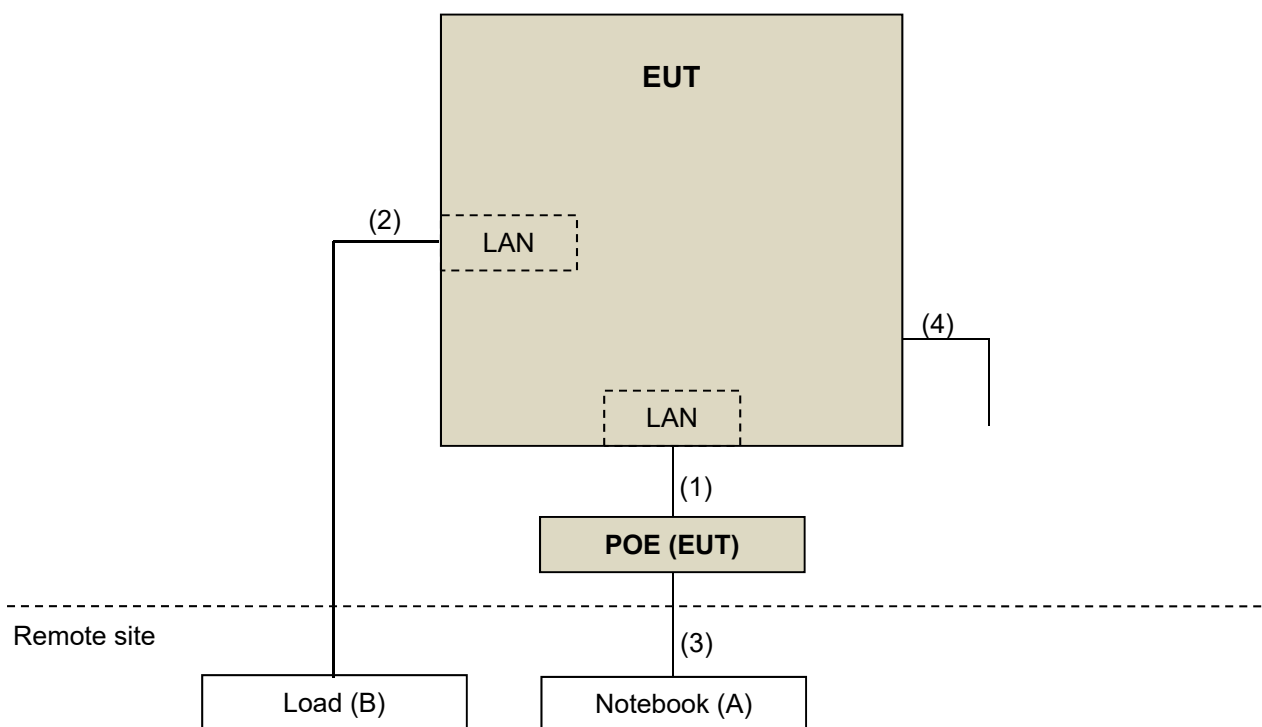 EUT
(2)
LAN
(4)
LAN
(1)
POE (EUT)
Remote site
(3)
Load (B)
Notebook (A)